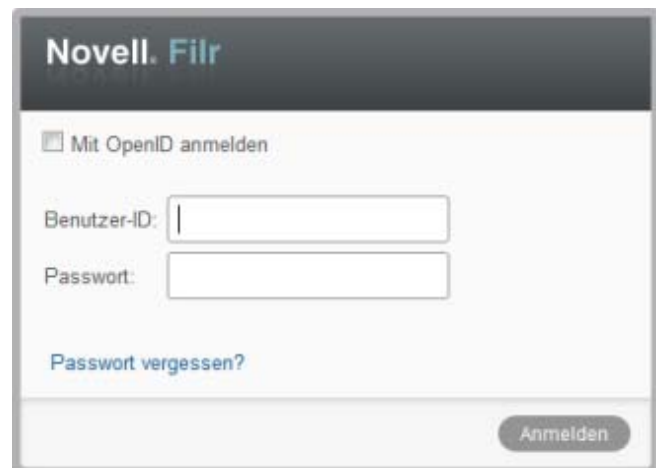 Novell. Filr
Mit OpenID anmelden
Benutzer-ID:
Passwort:
Passwort vergessen?
Anmelden